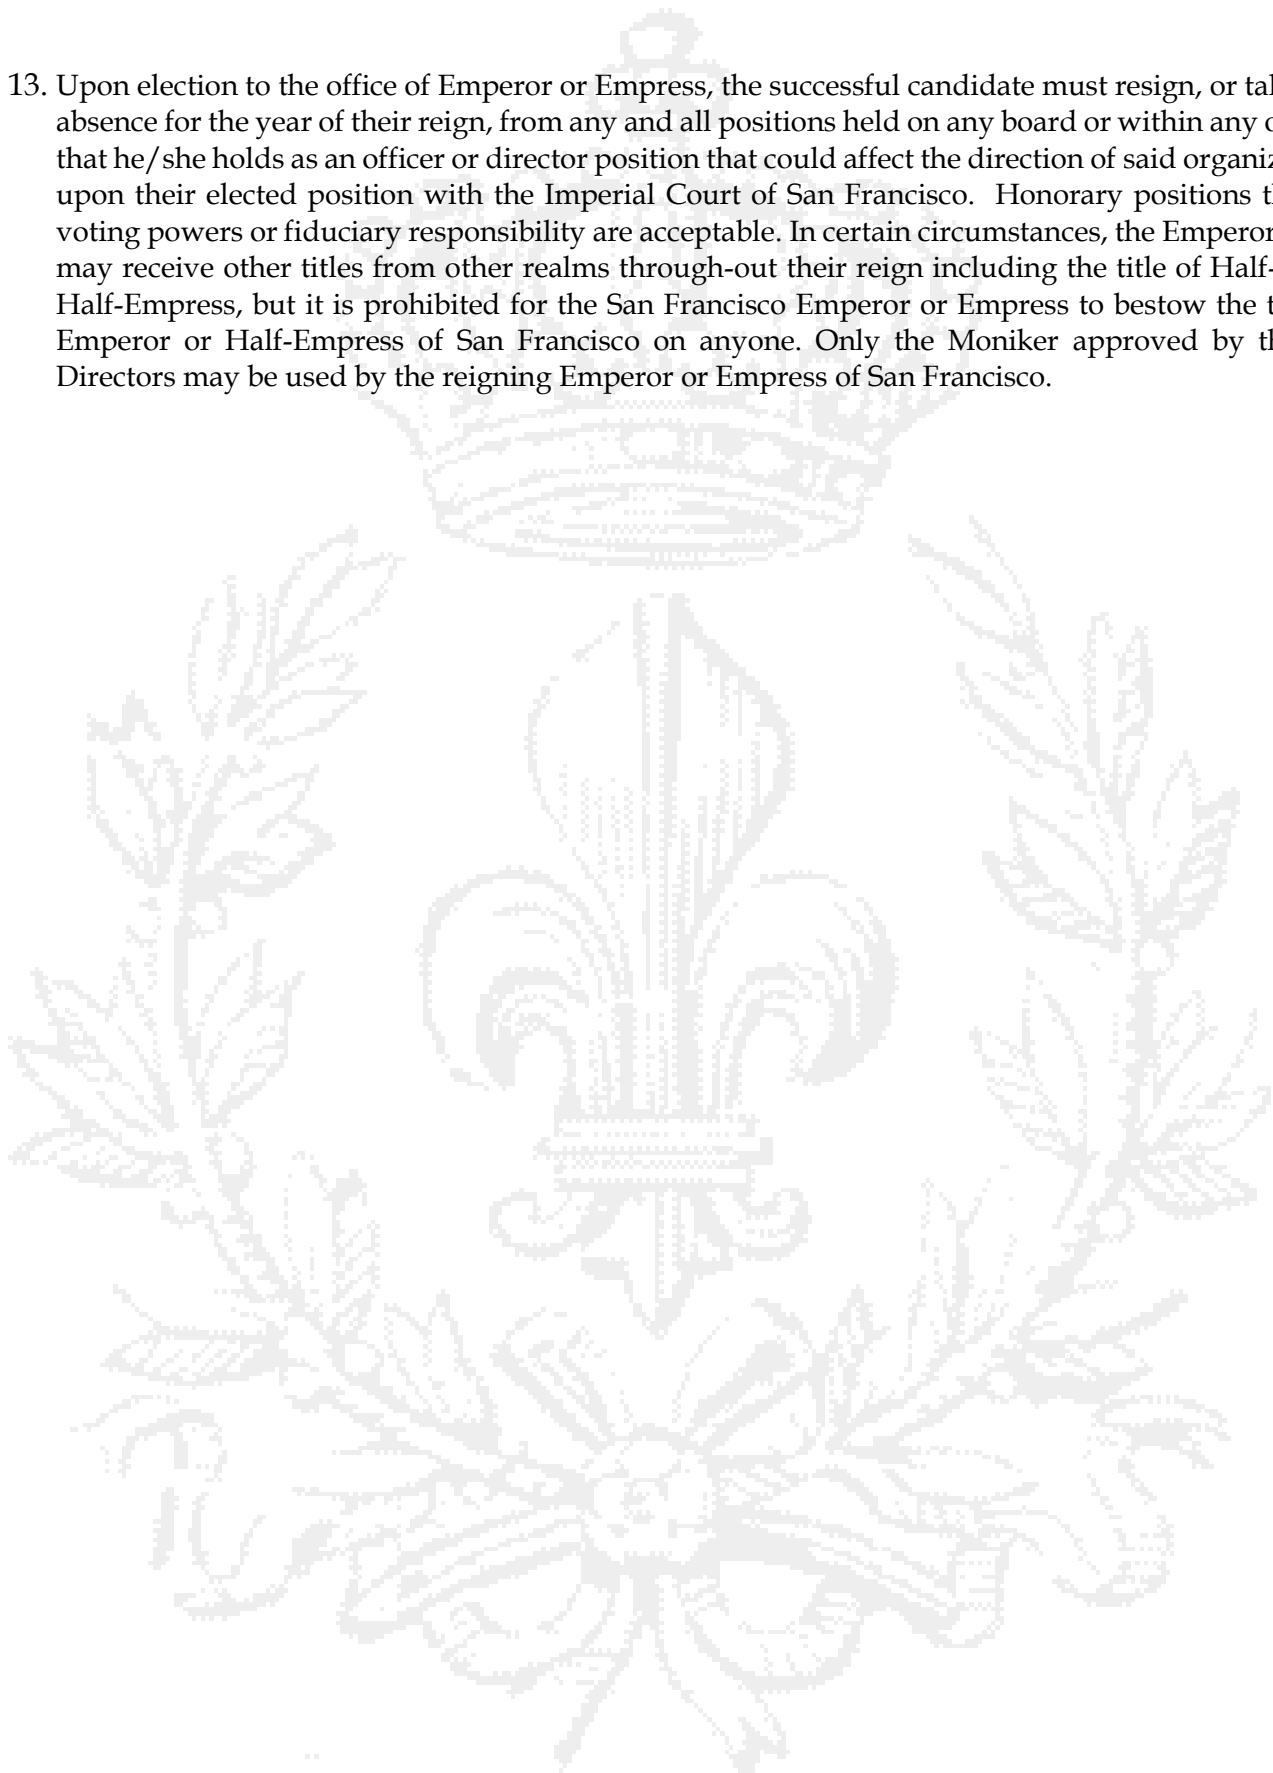 13. Upon election to the office of Emperor or Empress, the successful candidate must resign, or
absence for the year of their reign, from any and all positions held on any board or within any
that he/she holds as an officer or director position that could affect the direction of said
upon their elected position with the Imperial Court of San Francisco. Honorary positions
voting powers or fiduciary responsibility are acceptable. In certain circumstances, the Emperor
may receive other titles from other realms through-out their reign including the title of Half-
Half-Empress, but it is prohibited for the San Francisco Emperor or Empress to bestow the
Emperor or Half-Empress of San Francisco on anyone. Only the Moniker approved by
Directors may be used by the reigning Emperor or Empress of San Francisco.